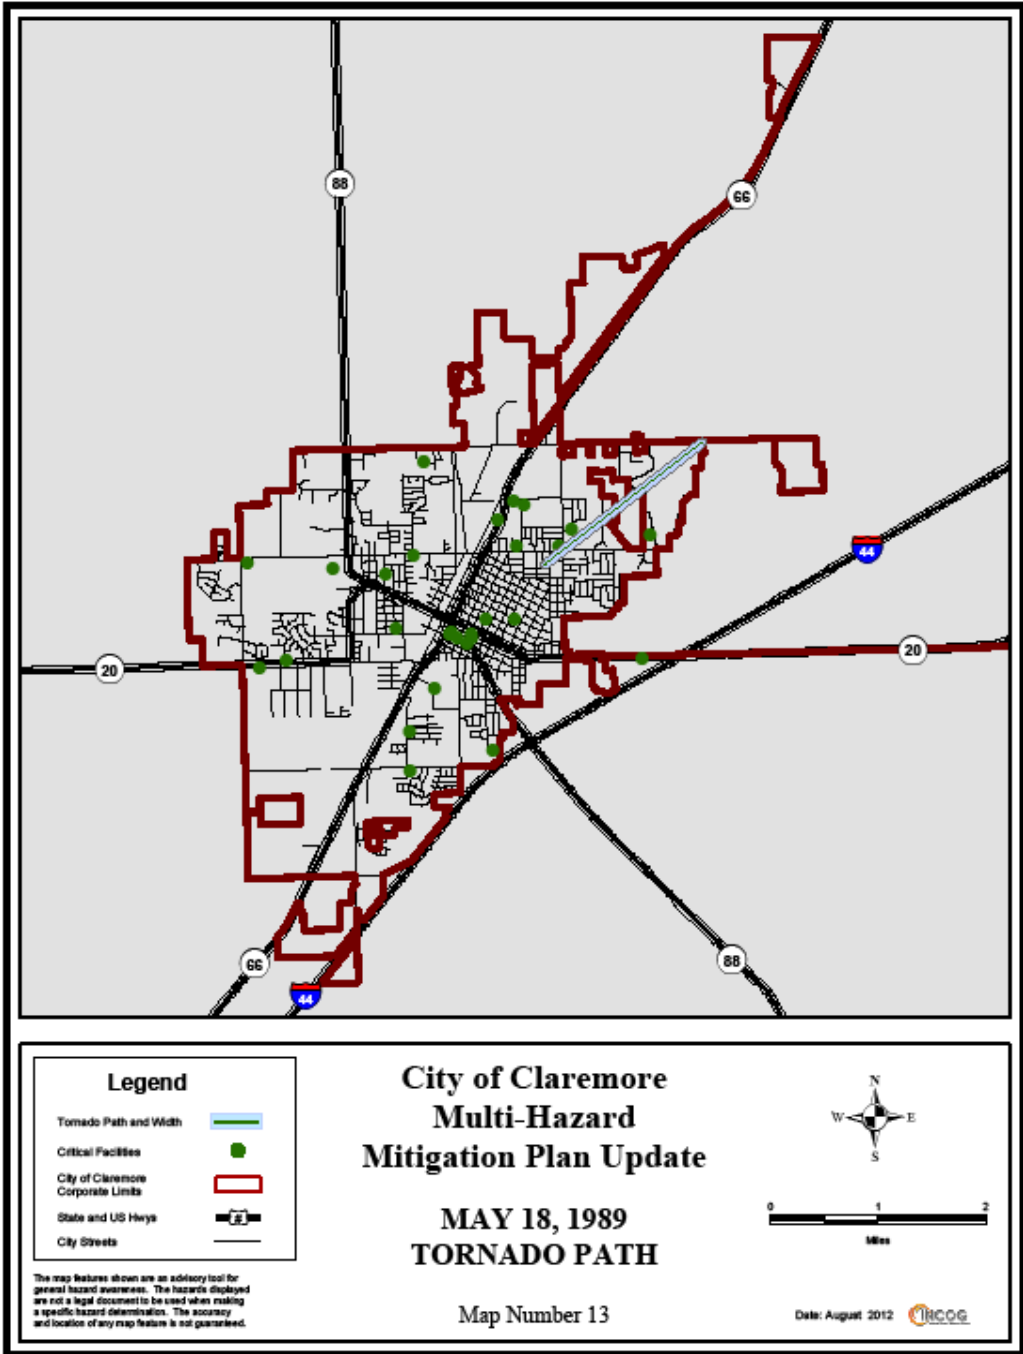 88
66
44
20
20
66
44
88
Legend
Tornado Path and Width
Critical Facilities
City of Claremore
Corporate Limits
State and US Hwys
#
City Streets
The map features shown are an advisory tool for
general hazard awareness. The hazards displayed
are not a legal document to be used when making
a specific hazard determination. The accuracy
and location of any map feature is not guaranteed.
City of Claremore
Multi-Hazard
Mitigation Plan Update
MAY 18, 1989
TORNADO PATH
Map Number 13
N
W E
S
0 1 2
Miles
Date: August 2012
INCOG